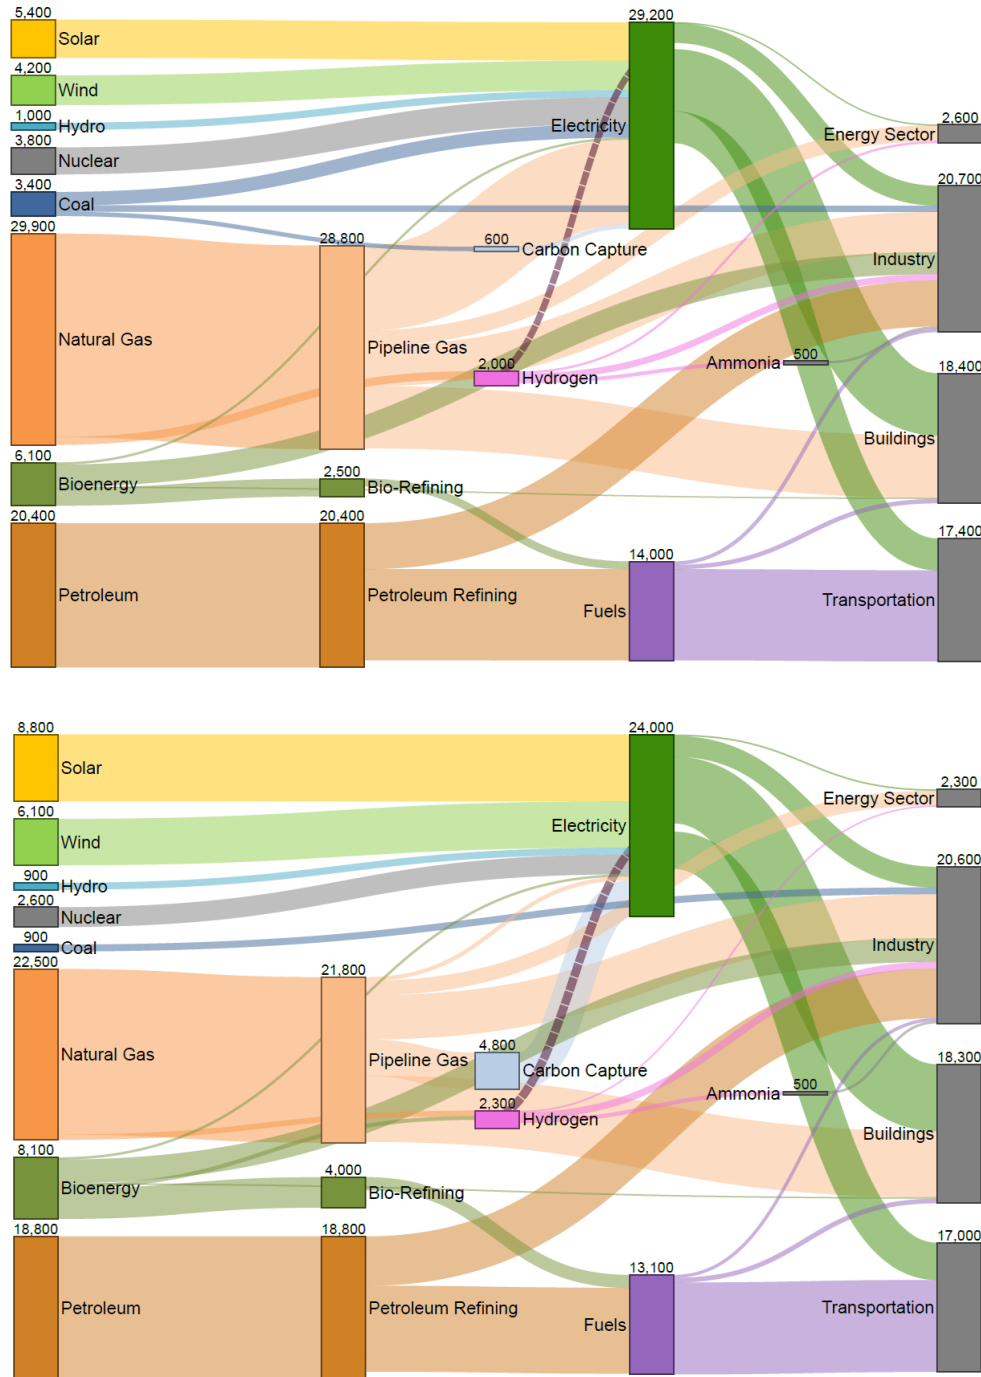 5,400
Solar
29,200
4,200
Wind
1,000
Hydro
Electricity
2,600
Energy Sector
3,800
Nuclear
3,400
Coal
20,700
29,900
28,800
600
Carbon Capture
Industry
Natural Gas
Pipeline Gas
2,000
Hydrogen
Ammonia
500
18,400
Buildings
6,100
Bioenergy
2,500
Bio-Refining
20,400
20,400
17,400
14,000
Petroleum
Petroleum Refining
Fuels
Transportation
8,800
Solar
24,000
6,100
Wind
Electricity
2,300
Energy Sector
900
Hydro
2,600
Nuclear
900
Coal
20,600
22,500
21,800
Industry
Natural Gas
Pipeline Gas
4,800
Carbon Capture
2,300
Hydrogen
Ammonia
500
18,300
Buildings
8,100
Bioenergy
4,000
Bio-Refining
18,800
18,800
17,000
13,100
Petroleum
Petroleum Refining
Fuels
Transportation